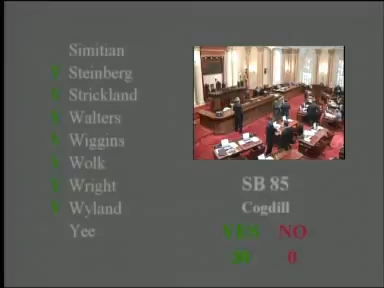 Simitian
Steinberg
Strickland
Walters
Wiggins
Wolk
Wright
Wyland
Yee
SB 85
Cogdill
YES NO
0